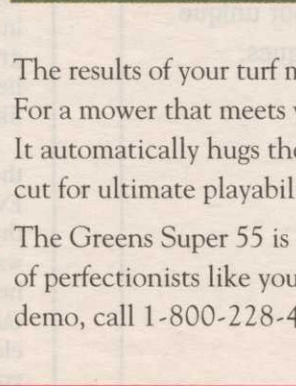 The results of your turf m
For a mower that meets
It automatically hugs the
cut for ultimate playabil
The Greens Super 55 is
of perfectionists like you
demo, call 1-800-228-4